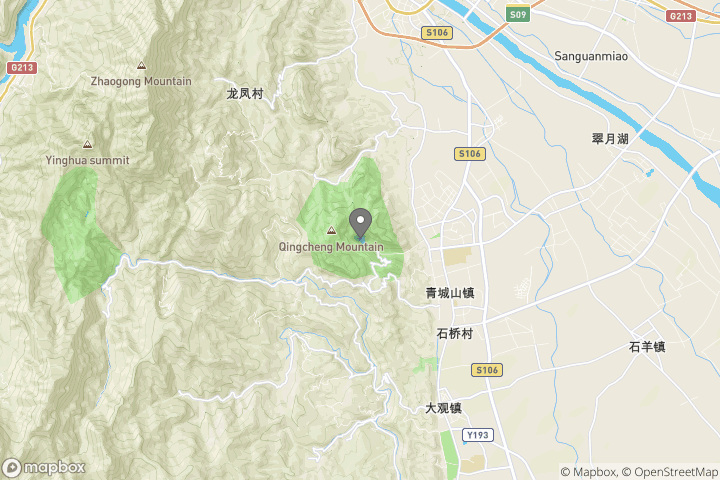 S09
S106
G213
Sanguanmiao
G213
Zhaogong Mountain
龙凤村
翠月湖
S106
Yinghua summit
Qingcheng Mountain
青城山镇
石桥村
石羊镇
S106
大观镇
Y193
mapbox
© Mapbox, © OpenStreetMap